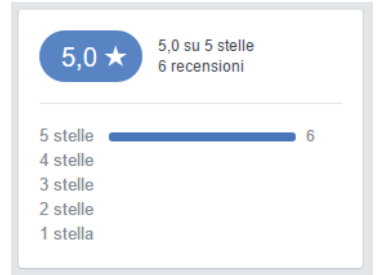 5,0 ★
5,0 su 5 stelle
6 recensioni
5 stelle 6
4 stelle
3 stelle
2 stelle
1 stella